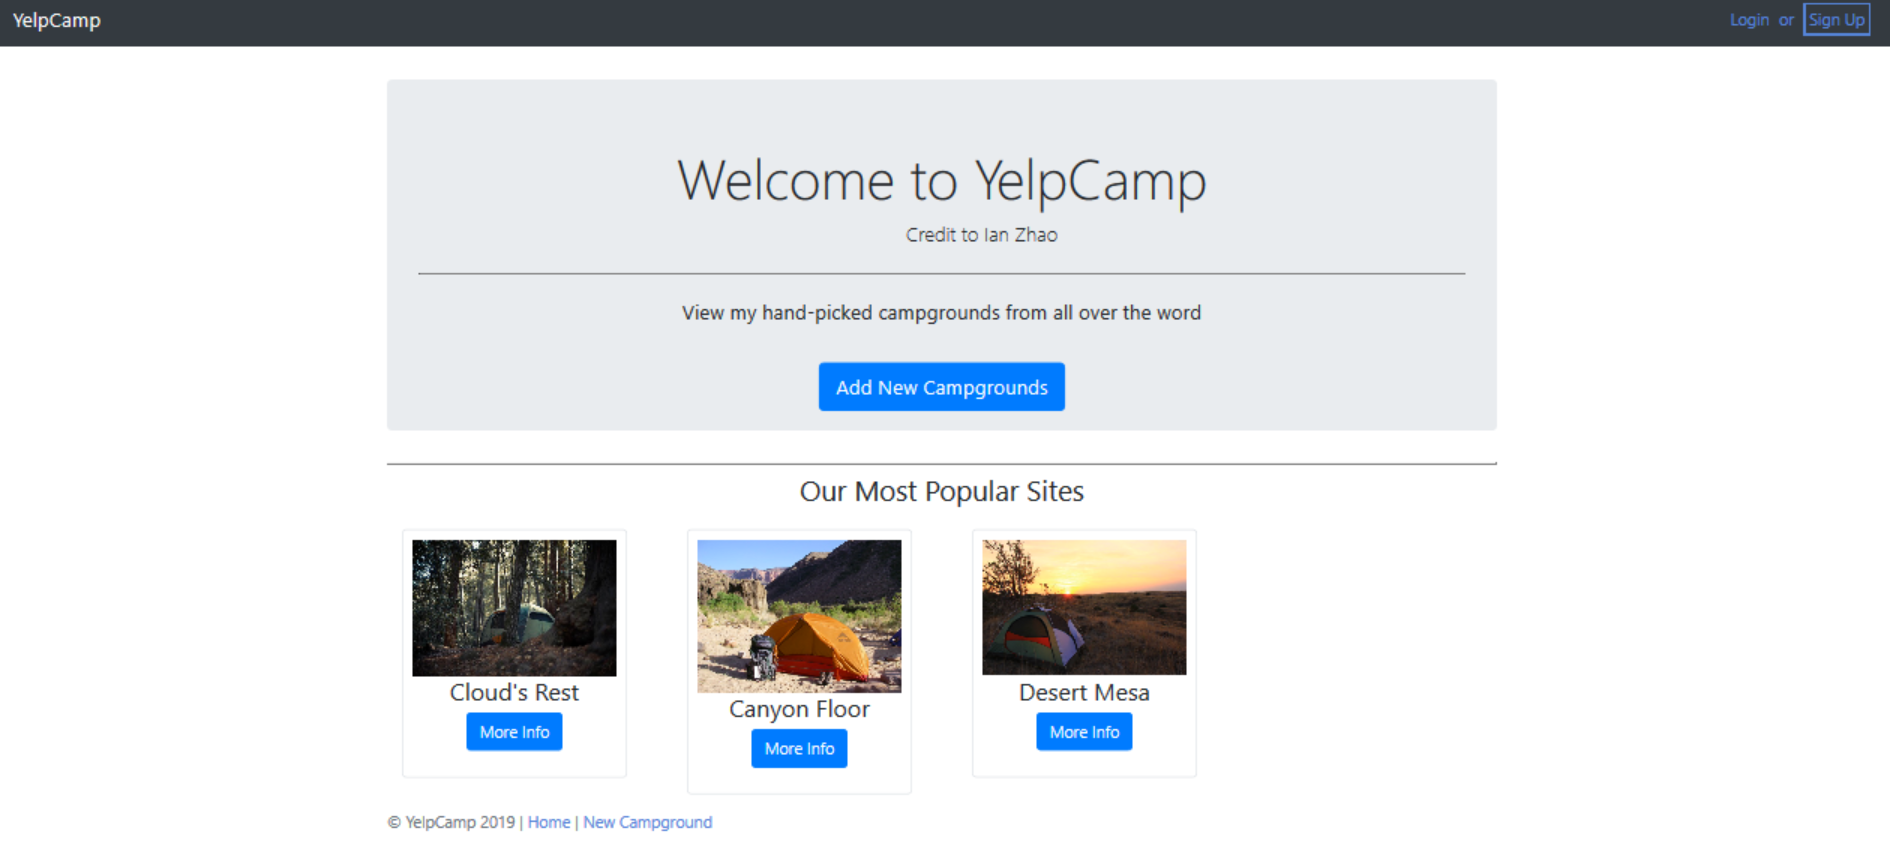 YelpCamp
Login or Sign Up
Welcome to YelpCamp
Credit to Ian Zhao
View my hand-picked campgrounds from all over the word
Add New Campgrounds
Our Most Popular Sites
Cloud's Rest
More Info
Canyon Floor
More Info
Desert Mesa
More Info
© YelpCamp 2019 | Home | New Campground